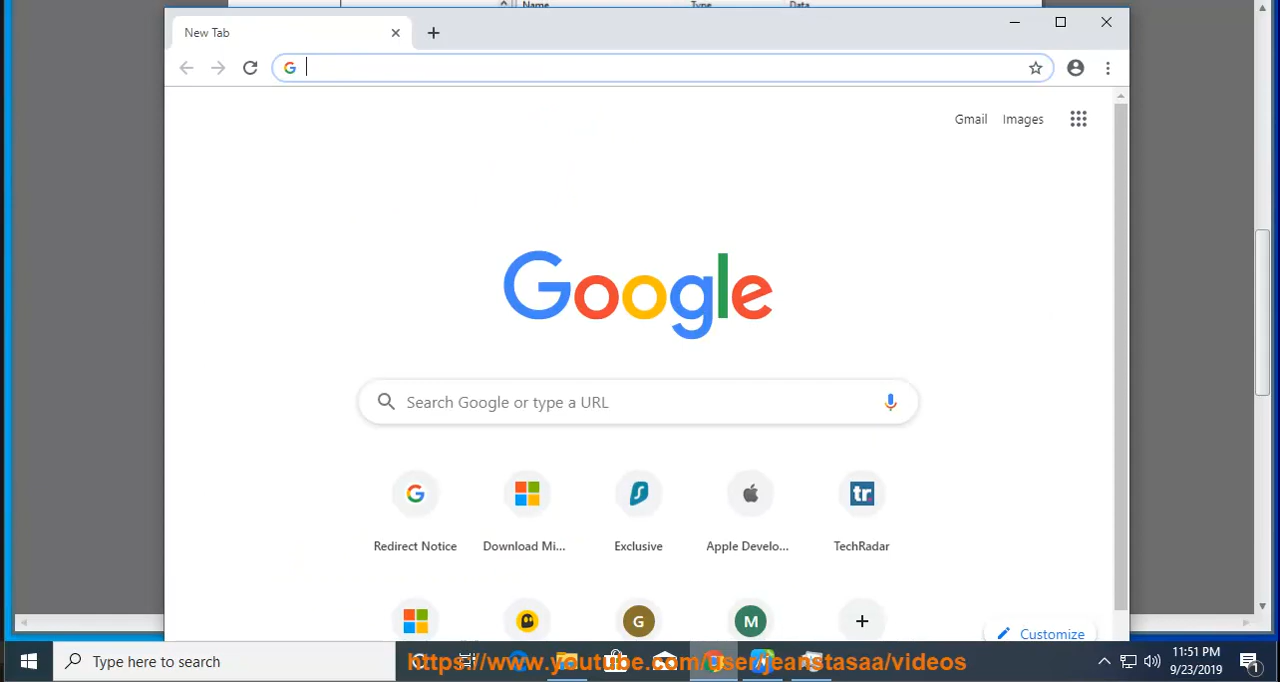 Name Type Data
New Tab
Gmail Images
Google
Search Google or type a URL
Redirect Notice Download Mi... Exclusive Apple Develo... TechRadar
tr
G M
Customize
Type here to search
https://www.youtube.com/user/jeanstasaa/videos
11:51 PM
9/23/2019
1